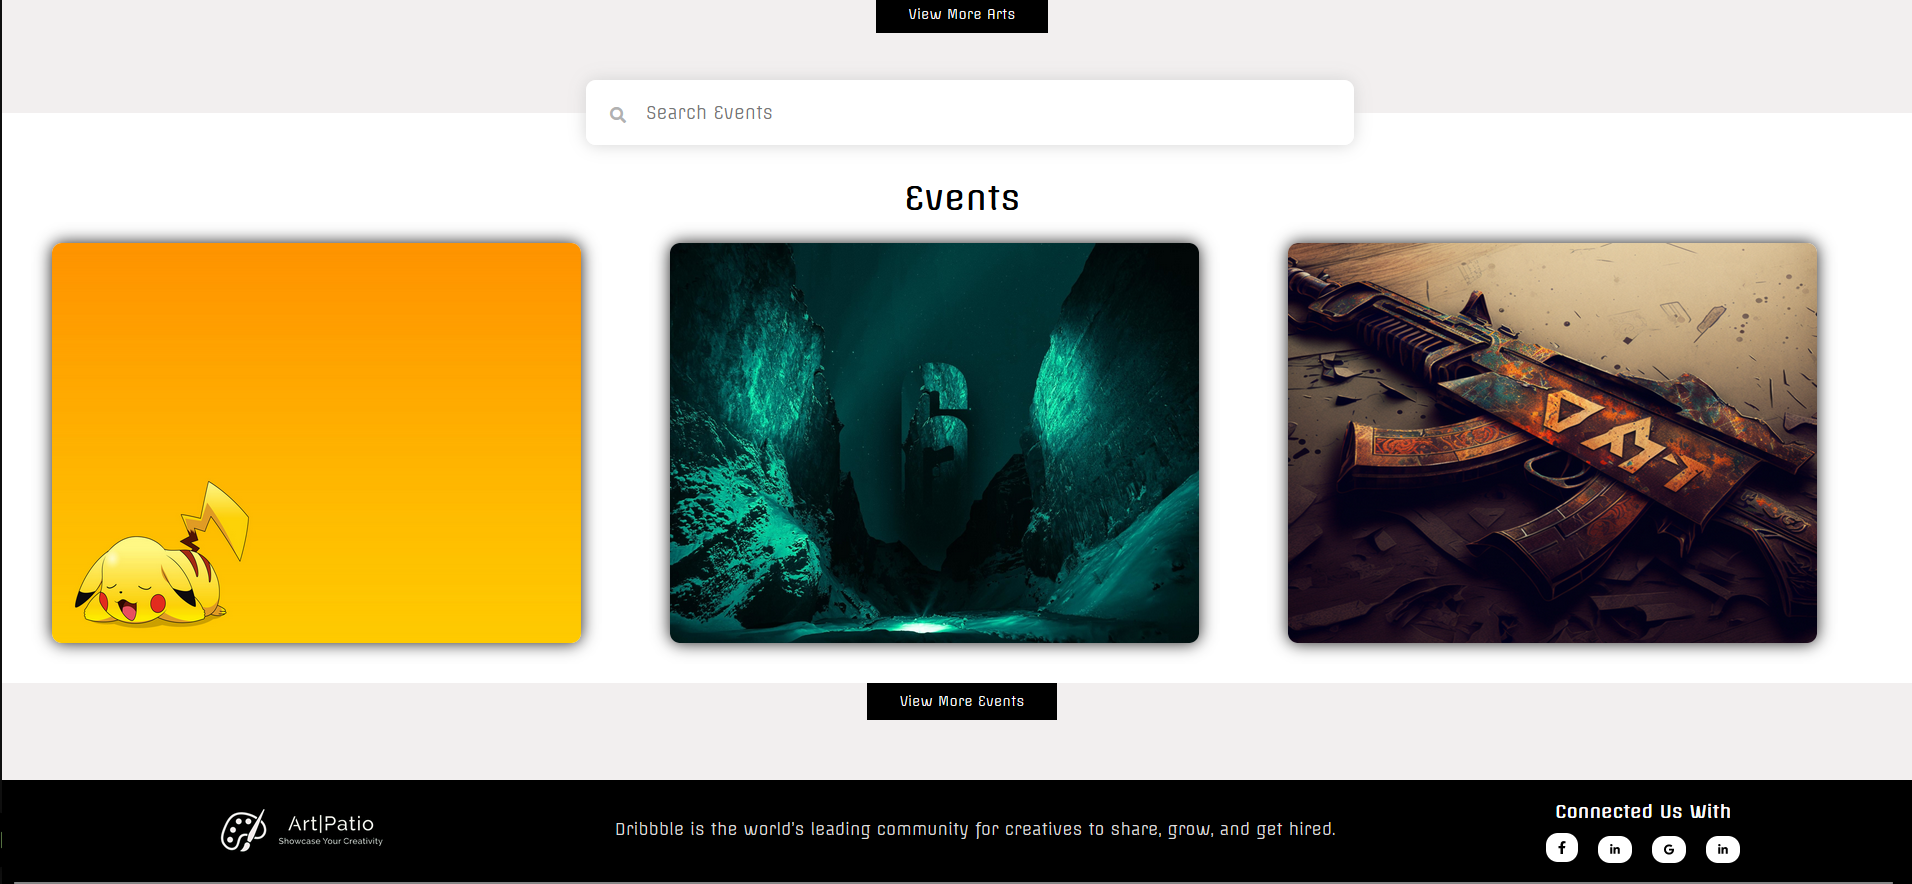 View More Arts
Search Events
Events
6
View More Events
Art|Patio
Showcase Your Creativity
Dribbble is the world's leading community for creatives to share, grow, and get hired.
Connected Us With
f
in
G
in